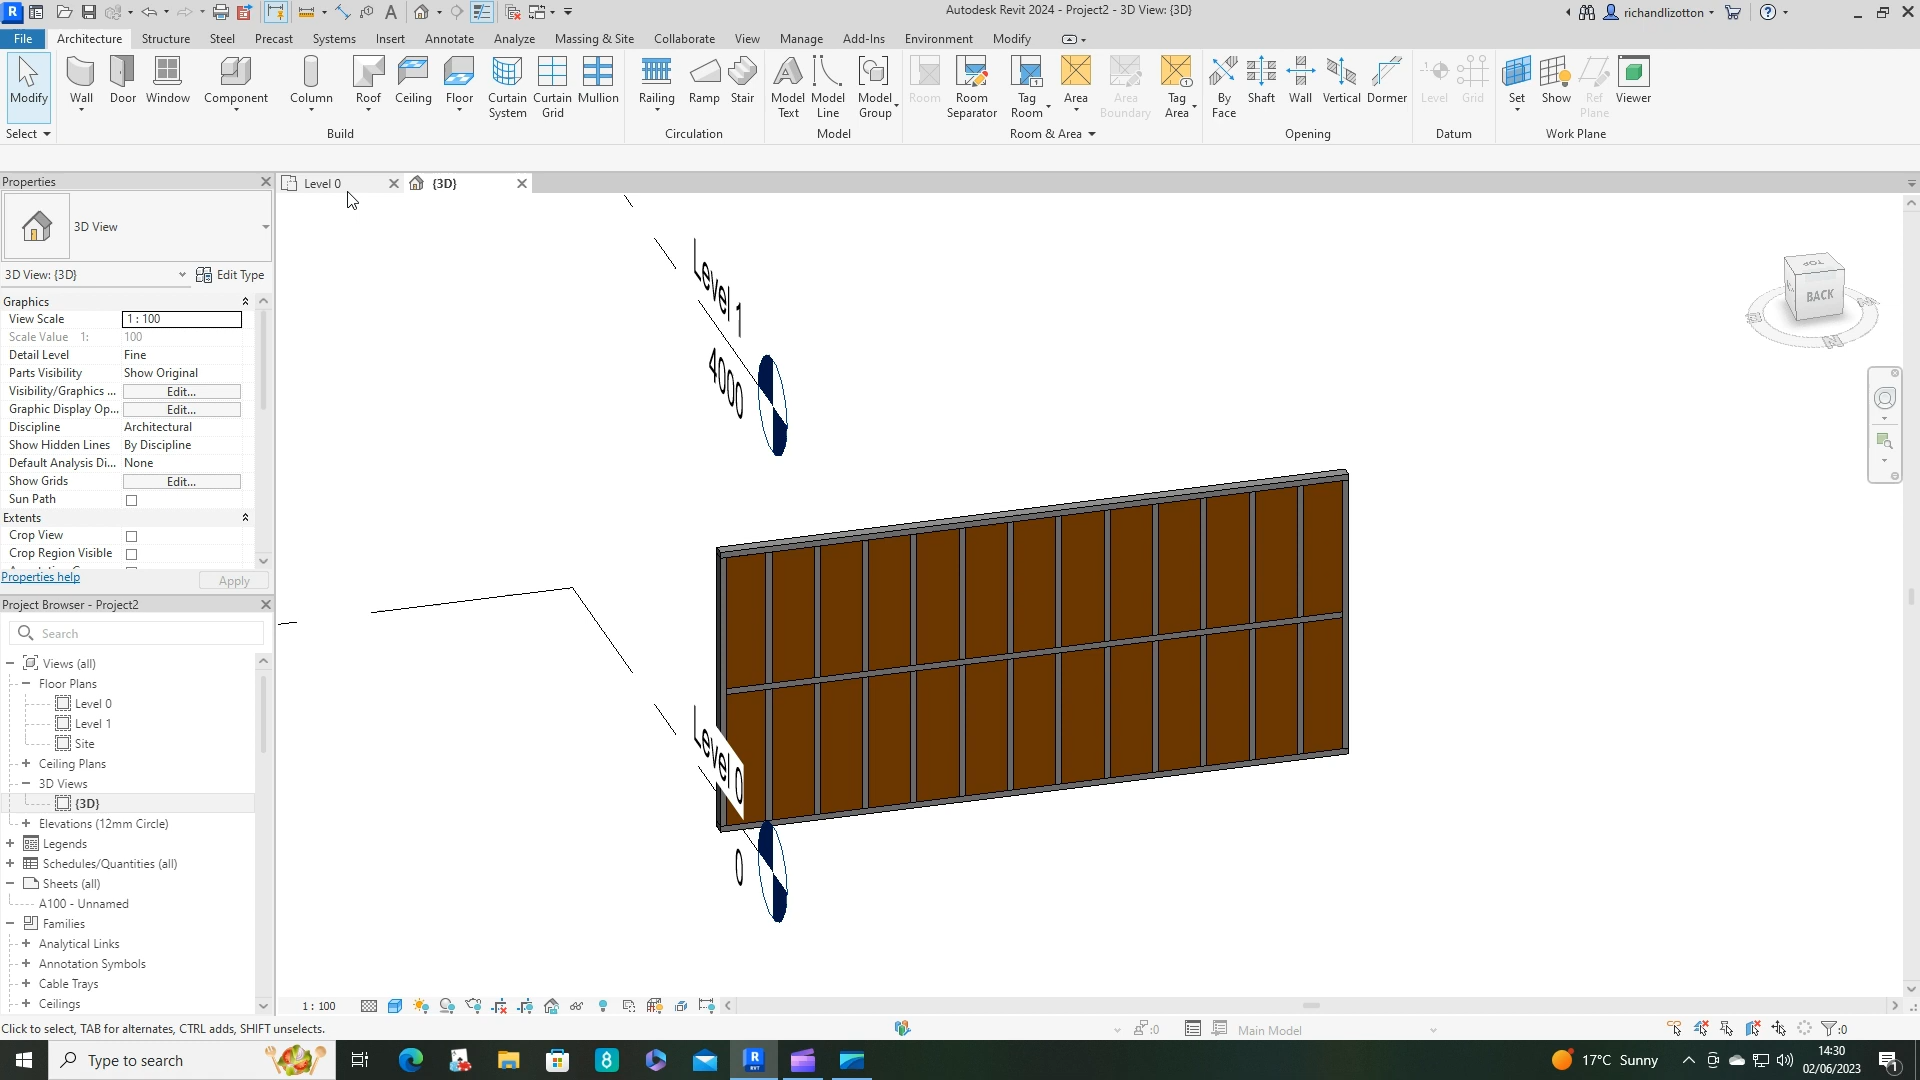 Autodesk Revit 2024 - Project2 - 3D View: {3D}
richandlizotton
File
Architecture
Structure
Steel
Precast
Systems
Insert
Annotate
Analyze
Massing & Site
Collaborate
View
Manage
Add-Ins
Environment
Modify
Modify
Wall
Door
Window
Component
Column
Roof
Ceiling
Floor
Curtain System
Curtain Grid
Mullion
Railing
Ramp
Stair
Model Text
Model Line
Model Group
Room
Room Separator
Tag Room
Area
Area Boundary
Tag Area
By Face
Shaft
Wall
Vertical
Dormer
Level
Grid
Set
Show
Ref Plane
Viewer
Select
Build
Circulation
Model
Room & Area
Opening
Datum
Work Plane
Properties
Level 0
{3D}
3D View
3D View: {3D}
Edit Type
Graphics
View Scale
1 : 100
Scale Value 1:
100
Detail Level
Fine
Parts Visibility
Show Original
Visibility/Graphics ...
Edit...
Graphic Display Op...
Edit...
Discipline
Architectural
Show Hidden Lines
By Discipline
Default Analysis Di...
None
Show Grids
Edit...
Sun Path
Extents
Crop View
Crop Region Visible
Properties help
Apply
Project Browser - Project2
Search
Views (all)
Floor Plans
Level 0
Level 1
Site
Ceiling Plans
3D Views
{3D}
Elevations (12mm Circle)
Legends
Schedules/Quantities (all)
Sheets (all)
A100 - Unnamed
Families
Analytical Links
Annotation Symbols
Cable Trays
Ceilings
Level 1
4000
Level 0
0
TOP
BACK
1 : 100
Click to select, TAB for alternates, CTRL adds, SHIFT unselects.
:0
Main Model
:0
Type here to search
17°C Sunny
14:30
02/06/2023
1